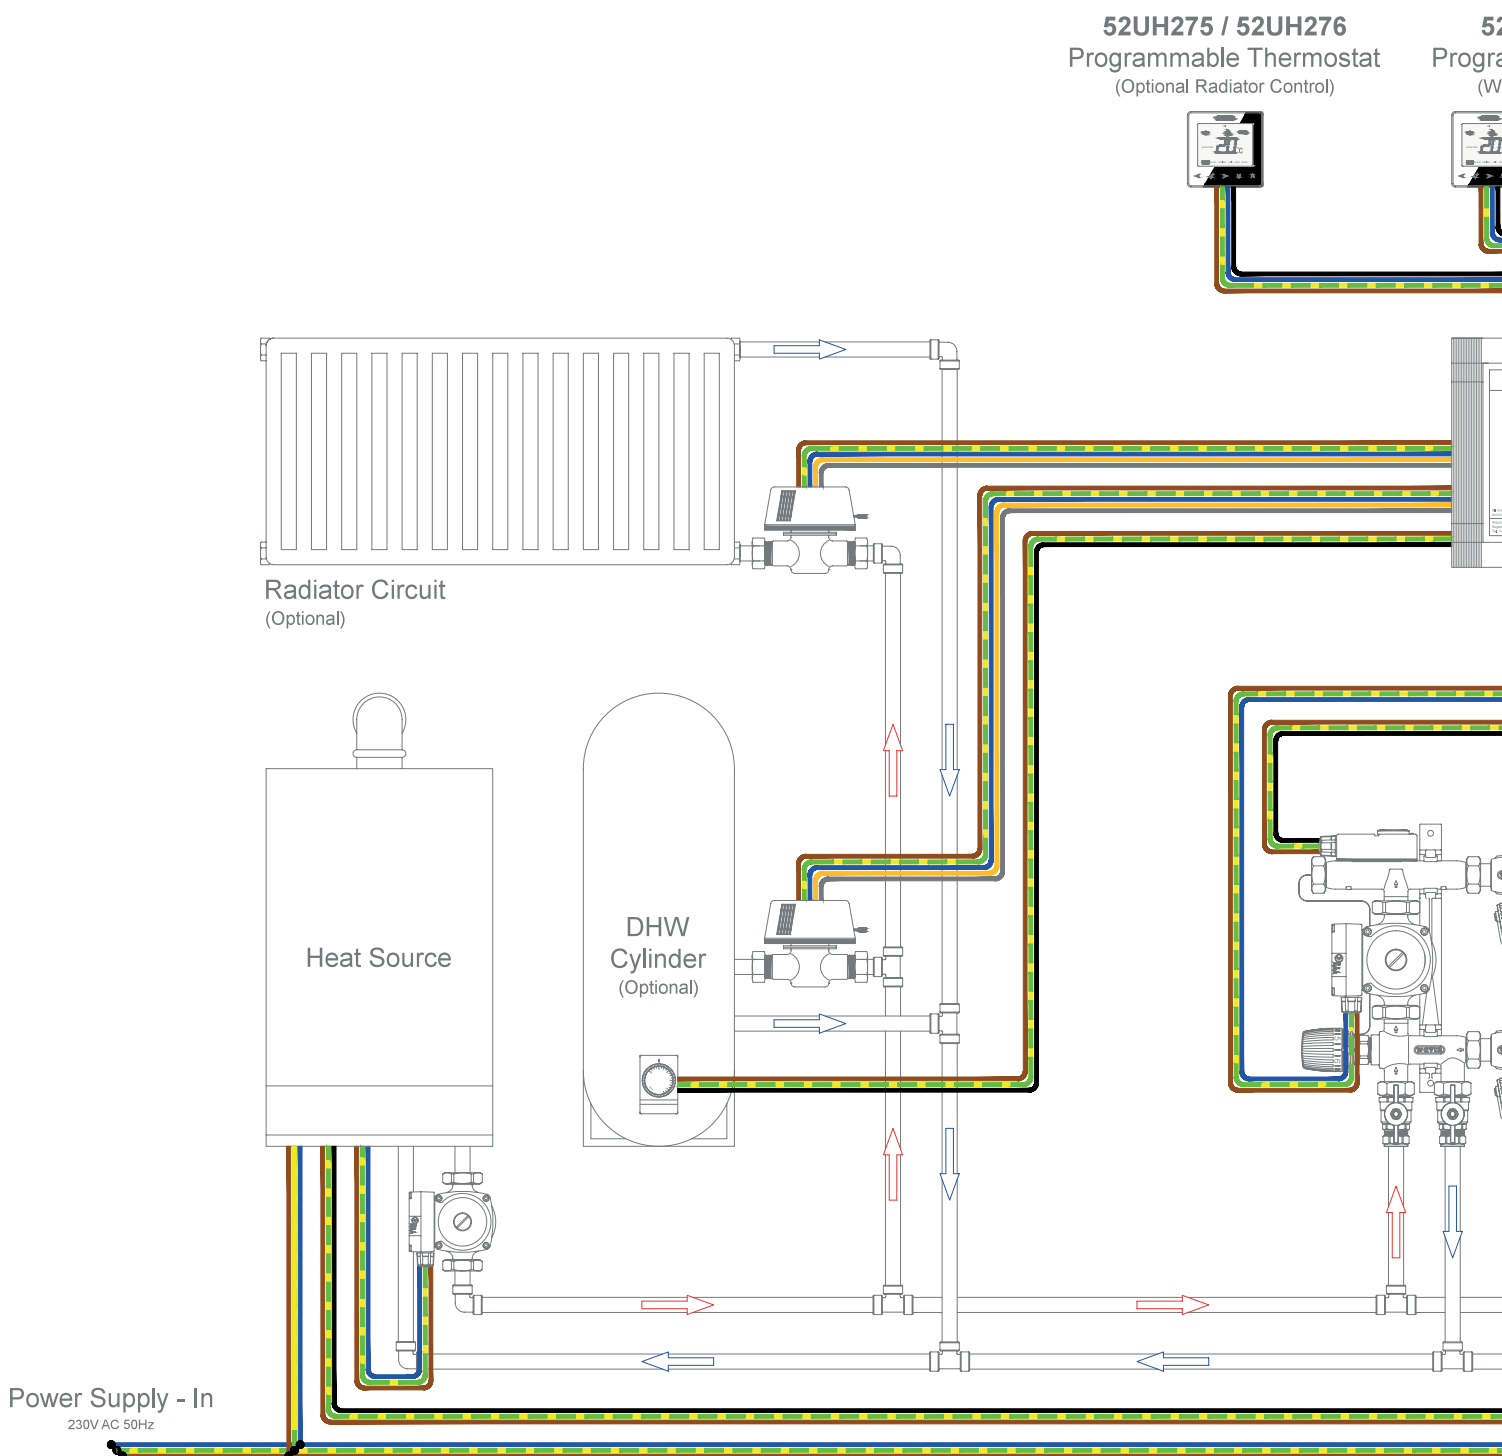 52UH275 / 52UH276
Programmable Thermostat
(Optional Radiator Control)
Radiator Circuit
(Optional)
Heat Source
DHW
Cylinder
(Optional)
Power Supply - In
230V AC 50Hz